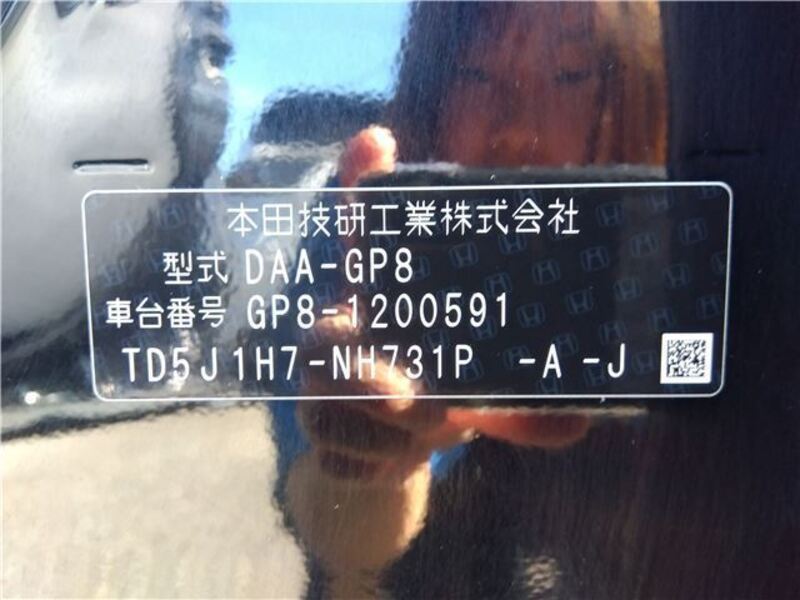 本田技研工業株式会社
型式 DAA-GP8
車台番号 GP8-1200591
TD5J1H7-NH731P -A -J